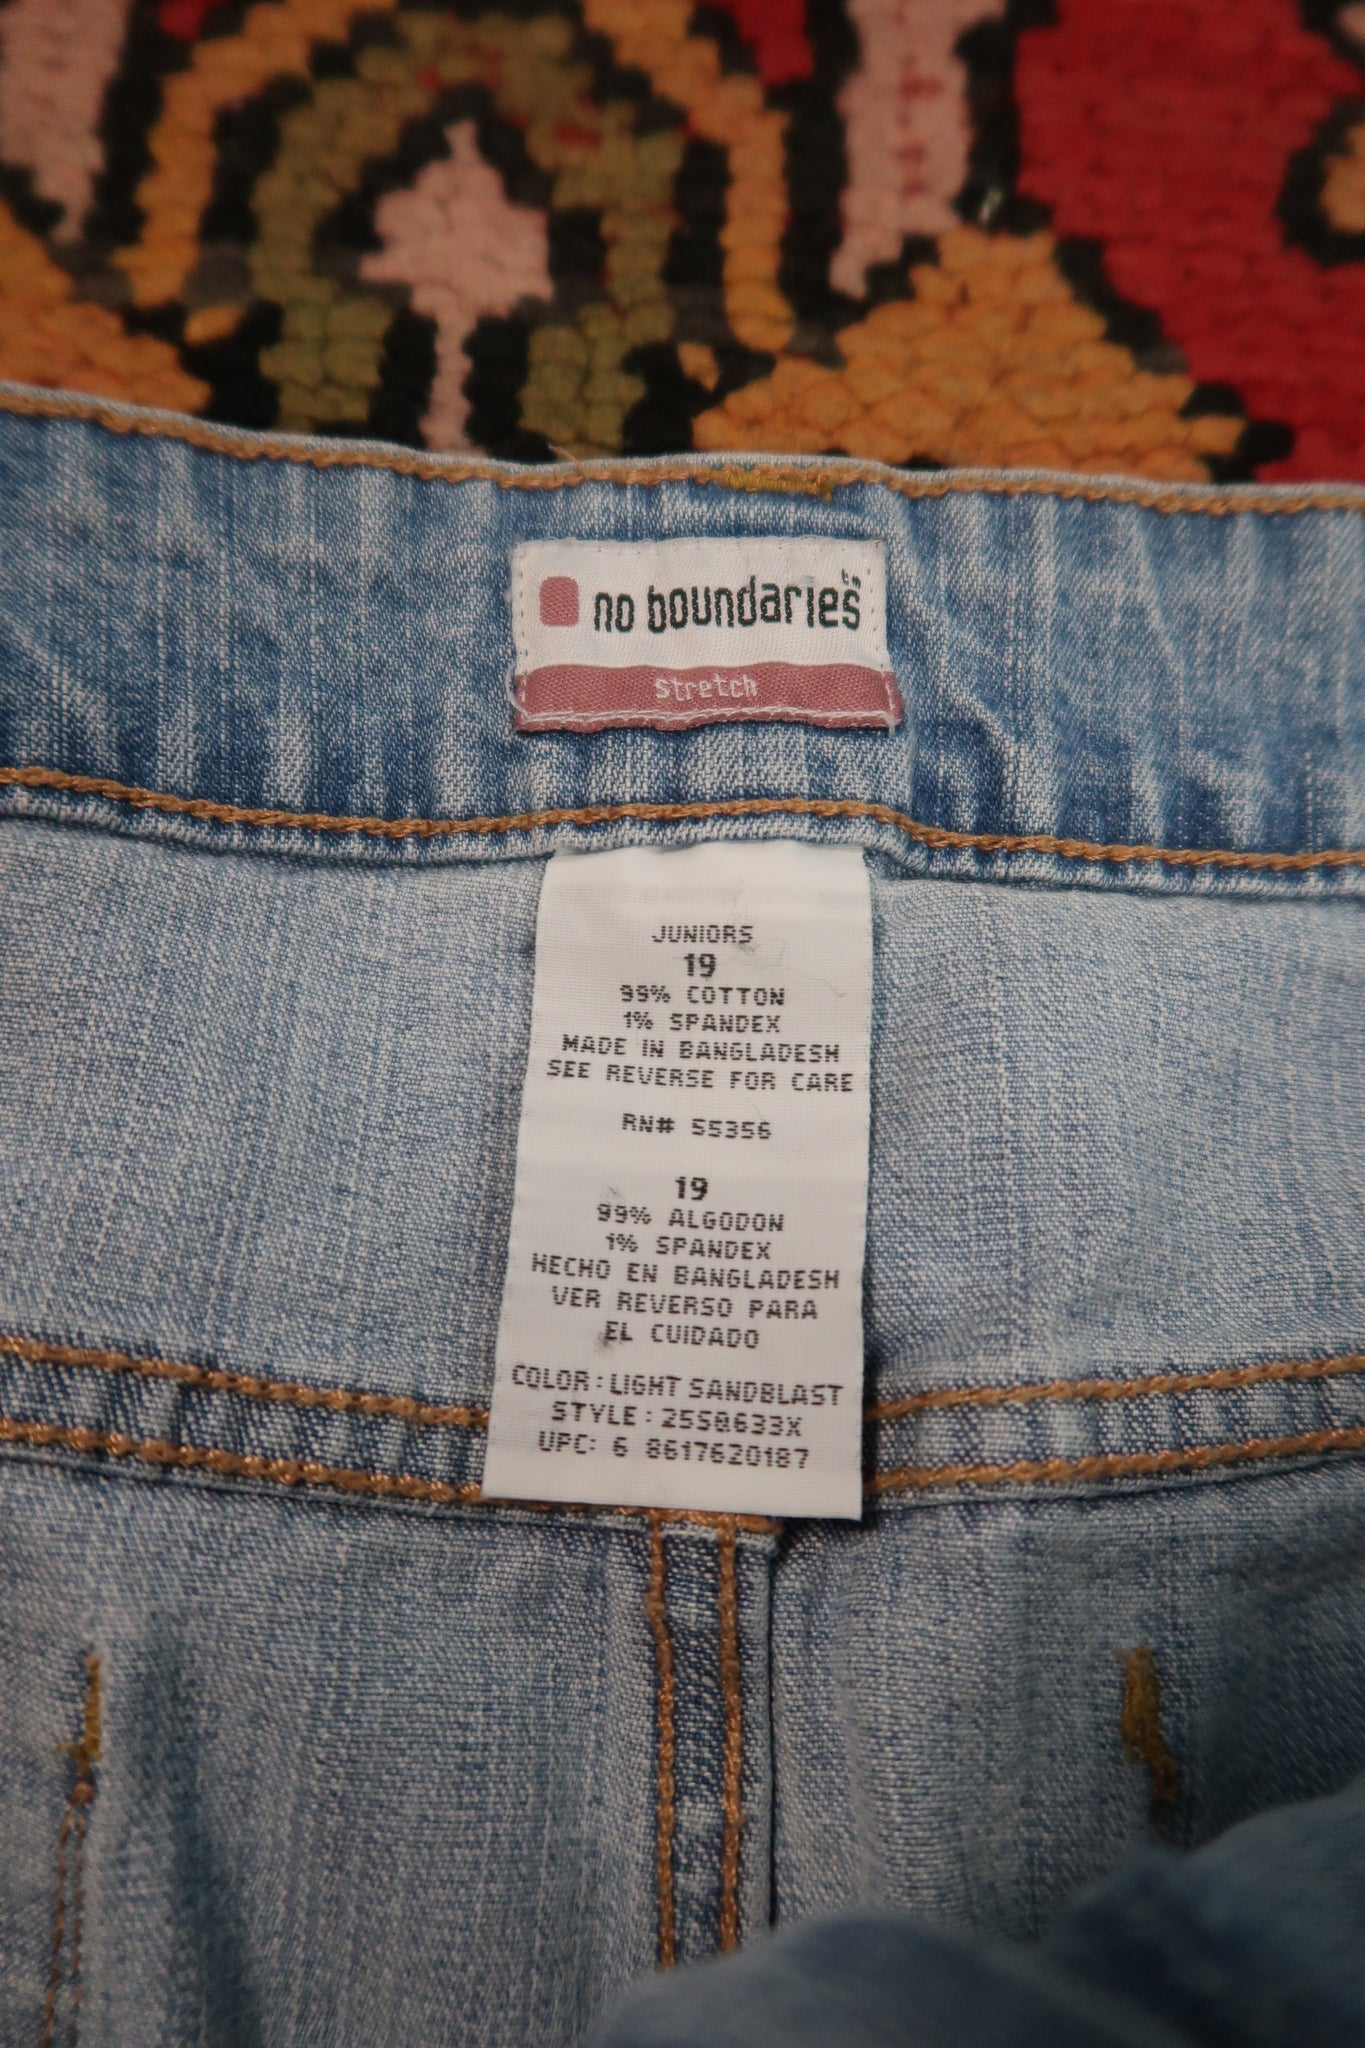 no boundaries
stretch
JUNIORS
19
99% COTTON
1% SPANDEX
MADE IN BANGLADESH
SEE REVERSE FOR CARE
RN# 55356
19
99% ALGODON
1% SPANDEX
HECHO EN BANGLADESH
VER REVERSO PARA
EL CUIDADO
COLOR: LIGHT SANDBLAST
STYLE: 25S@633X
UPC: 6 8617620187